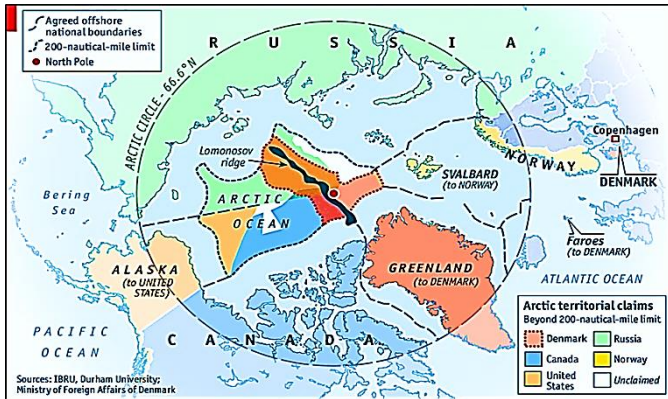 Agreed offshore
national boundaries
200-nautical-mile limit
North Pole
R U S S I A
ARCTIC CIRCLE - 66.6°N
Lomonosov
ridge
Copenhagen
NORWAY
DENMARK
SVALBARD
(to NORWAY)
Bering
Sea
ARCTIC
OCEAN
Faroes
(to DENMARK)
ALASKA
(to UNITED
STATES)
GREENLAND
(to DENMARK)
ATLANTIC OCEAN
PACIFIC
OCEAN
C A N A D A
Arctic territorial claims
Beyond 200-nautical-mile limit
Denmark
Russia
Canada
Norway
United
States
Unclaimed
Sources: IBRU, Durham University;
Ministry of Foreign Affairs of Denmark